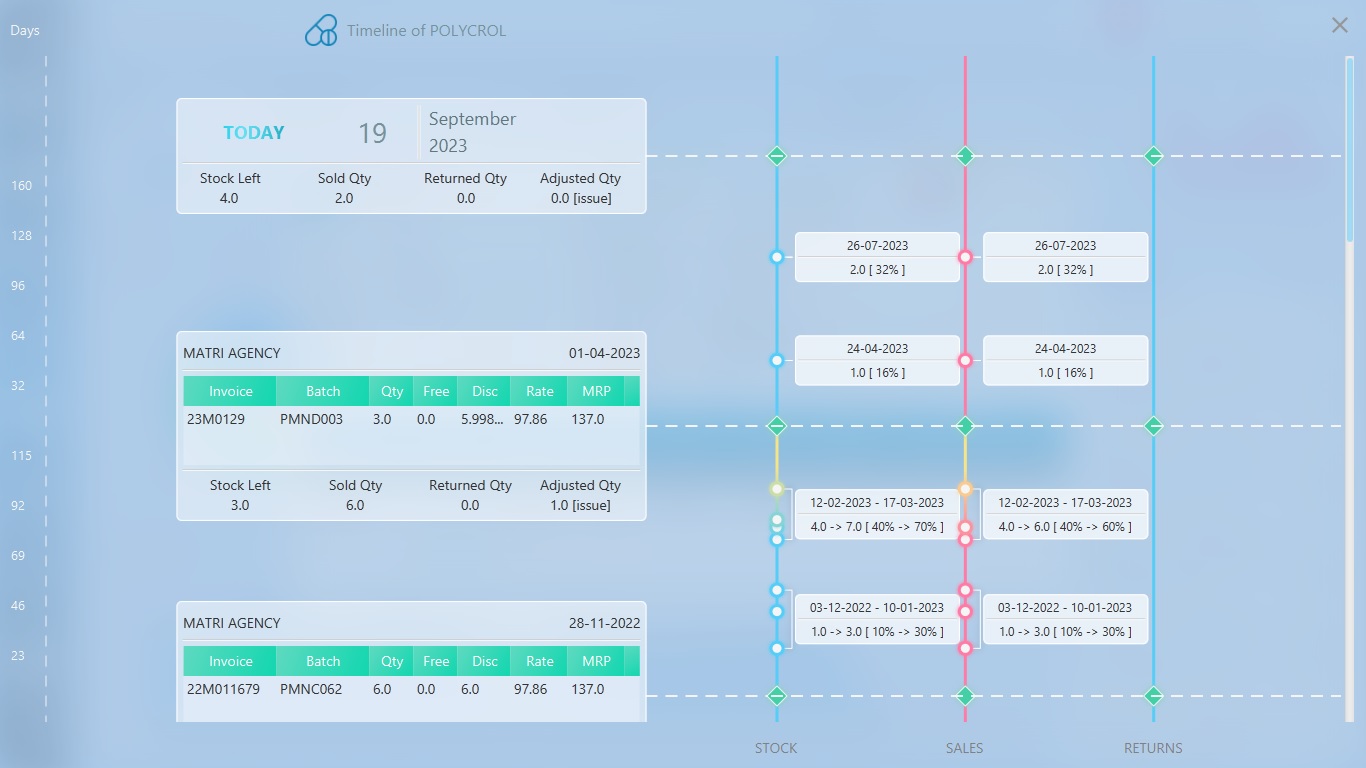 Days
Timeline of POLYCROL
TODAY 19 September 2023
Stock Left Sold Qty Returned Qty Adjusted Qty
4.0 2.0 0.0 0.0 [issue]
160
128
96
64
32
115
92
69
46
23
26-07-2023 26-07-2023
2.0 [ 32% ] 2.0 [ 32% ]
MATRI AGENCY 01-04-2023
Invoice Batch Qty Free Disc Rate MRP
23M0129 PMND003 3.0 0.0 5.998... 97.86 137.0
Stock Left Sold Qty Returned Qty Adjusted Qty
3.0 6.0 0.0 1.0 [issue]
24-04-2023 24-04-2023
1.0 [ 16% ] 1.0 [ 16% ]
12-02-2023 - 17-03-2023 12-02-2023 - 17-03-2023
4.0 -> 7.0 [ 40% -> 70% ] 4.0 -> 6.0 [ 40% -> 60% ]
MATRI AGENCY 28-11-2022
Invoice Batch Qty Free Disc Rate MRP
22M011679 PMNC062 6.0 0.0 6.0 97.86 137.0
03-12-2022 - 10-01-2023 03-12-2022 - 10-01-2023
1.0 -> 3.0 [ 10% -> 30% ] 1.0 -> 3.0 [ 10% -> 30% ]
STOCK SALES RETURNS